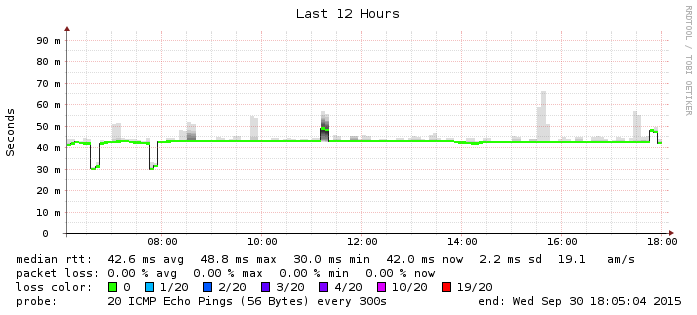 Last 12 Hours
RRDTOOL / TOBI OETIKER
Seconds
90 m
80 m
70 m
60 m
50 m
40 m
30 m
20 m
10 m
0
08:00 10:00 12:00 14:00 16:00 18:00
median rtt: 42.6 ms avg 48.8 ms max 30.0 ms min 42.0 ms now 2.2 ms sd 19.1 am/s
packet loss: 0.00 % avg 0.00 % max 0.00 % min 0.00 % now
loss color: 0 1/20 2/20 3/20 4/20 10/20 19/20
probe: 20 ICMP Echo Pings (56 Bytes) every 300s end: Wed Sep 30 18:05:04 2015